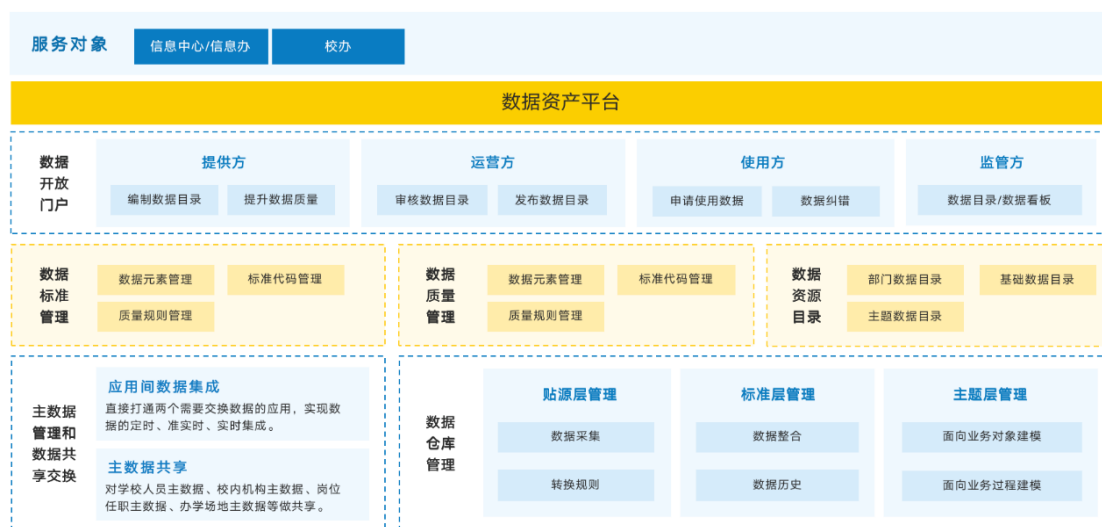 服务对象
信息中心/信息办
校办
数据资产平台
数据
开放
门户
提供方
编制数据目录
提升数据质量
运营方
审核数据目录
发布数据目录
使用方
申请使用数据
数据纠错
监管方
数据目录/数据看板
数据
标准
管理
数据元素管理
标准代码管理
质量规则管理
数据
质量
管理
数据元素管理
标准代码管理
质量规则管理
数据
资源
目录
部门数据目录
基础数据目录
主题数据目录
主数据
管理和
数据共
享交换
应用间数据集成
直接打通两个需要交换数据的应用，实现数
据的定时、准实时、实时集成。
主数据共享
对学校人员主数据、校内机构主数据、岗位
任职主数据、办学场地主数据等做共享。
数据
仓库
管理
贴源层管理
数据采集
转换规则
标准层管理
数据整合
数据历史
主题层管理
面向业务对象建模
面向业务过程建模